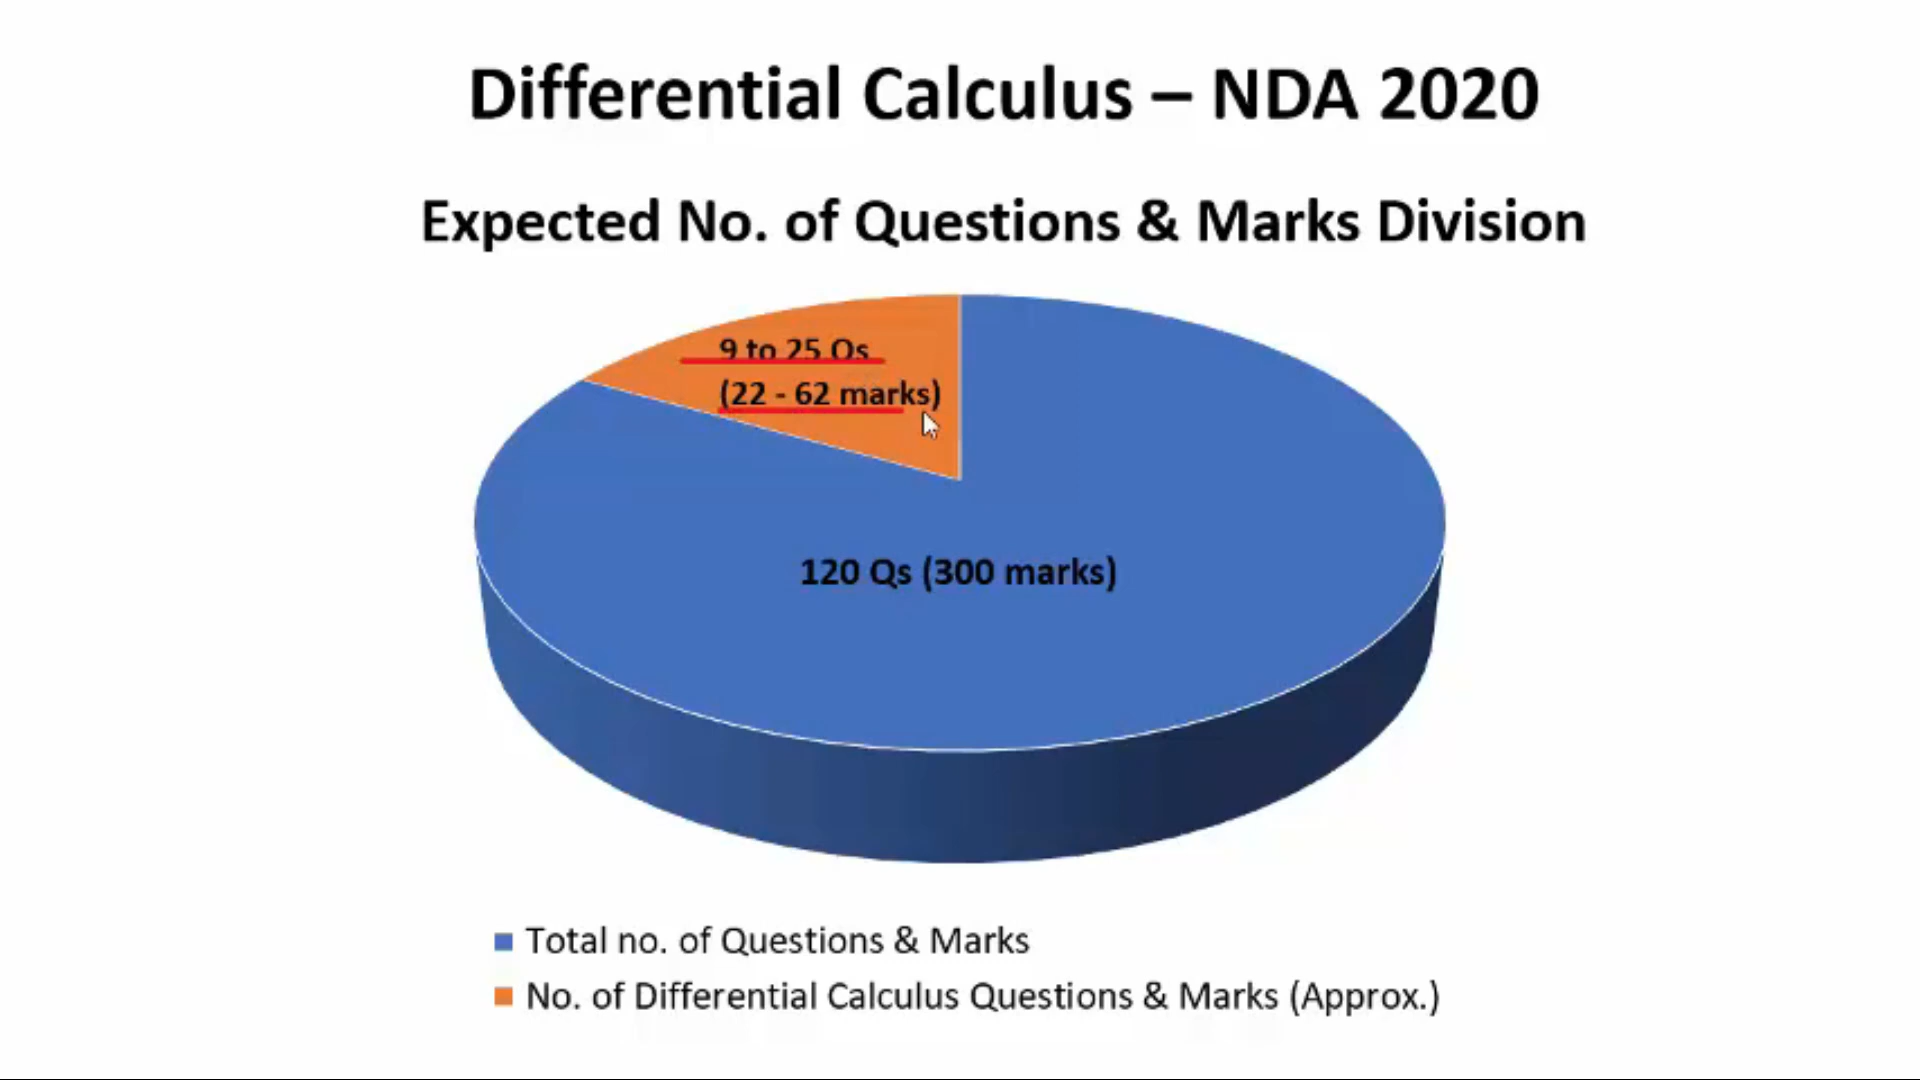 Differential Calculus – NDA 2020
Expected No. of Questions & Marks Division
9 to 25 Qs
(22 - 62 marks)
120 Qs (300 marks)
Total no. of Questions & Marks
No. of Differential Calculus Questions & Marks (Approx.)